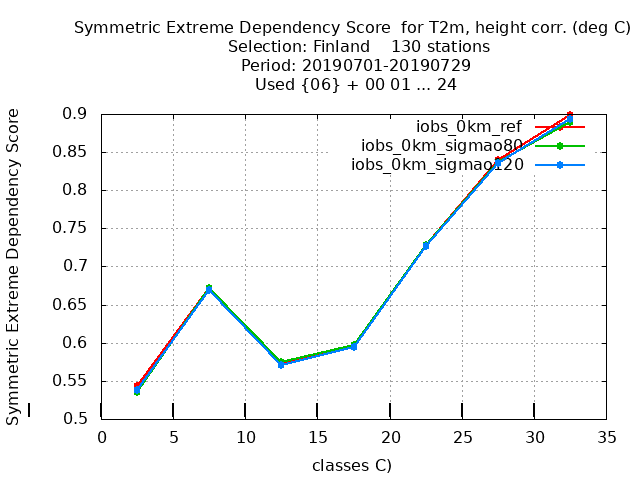 Symmetric Extreme Dependency Score for T2m, height corr. (deg C)
Selection: Finland 130 stations
Period: 20190701-20190729
Used {06} + 00 01 ... 24
Symmetric Extreme Dependency Score
0.9
0.85
0.8
0.75
0.7
0.65
0.6
0.55
0.5
iobs_0km_ref
iobs_0km_sigmao80
iobs_0km_sigmao120
0 5 10 15 20 25 30 35
classes C)